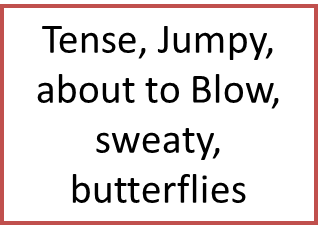 Tense, Jumpy,
about to Blow,
sweaty,
butterflies